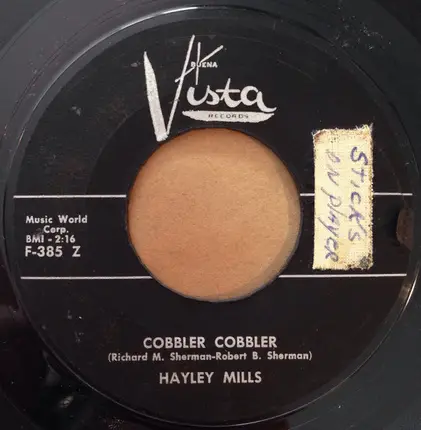 BUENA
Vista
RECORDS
STICK'S
ON PLAYER
Music World
Corp.
BMI - 2:16
F-385 Z
COBBLER COBBLER
(Richard M. Sherman-Robert B. Sherman)
HAYLEY MILLS